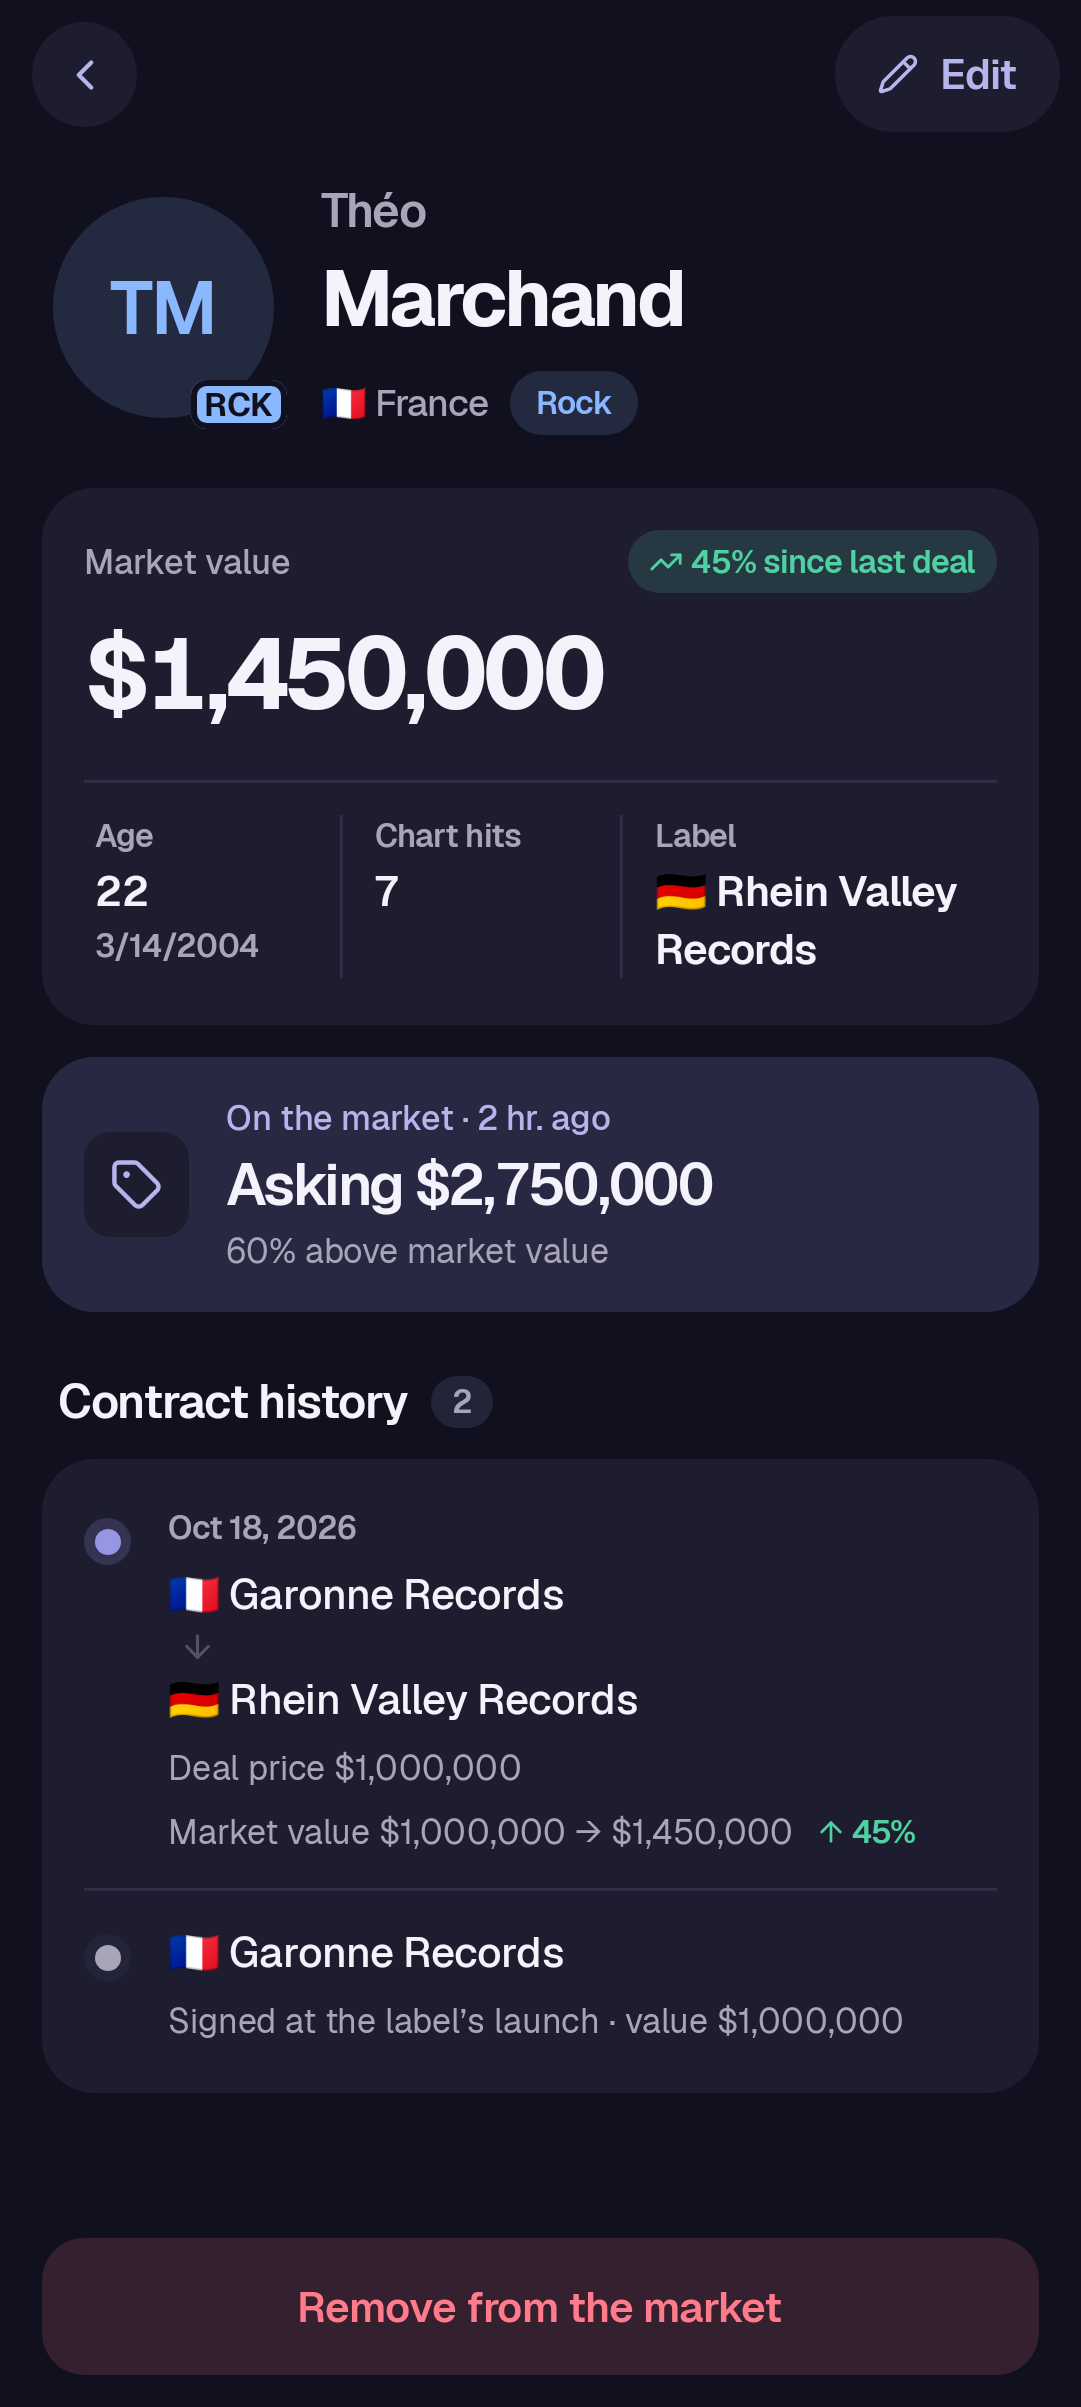 Edit
Théo
Marchand
TM
RCK
🇫🇷 France
Rock
Market value
45% since last deal
$1,450,000
Age
22
3/14/2004
Chart hits
7
Label
🇩🇪 Rhein Valley
Records
On the market · 2 hr. ago
Asking $2,750,000
60% above market value
Contract history 2
Oct 18, 2026
🇫🇷 Garonne Records
↓
🇩🇪 Rhein Valley Records
Deal price $1,000,000
Market value $1,000,000 → $1,450,000 ↑ 45%
🇫🇷 Garonne Records
Signed at the label’s launch · value $1,000,000
Remove from the market